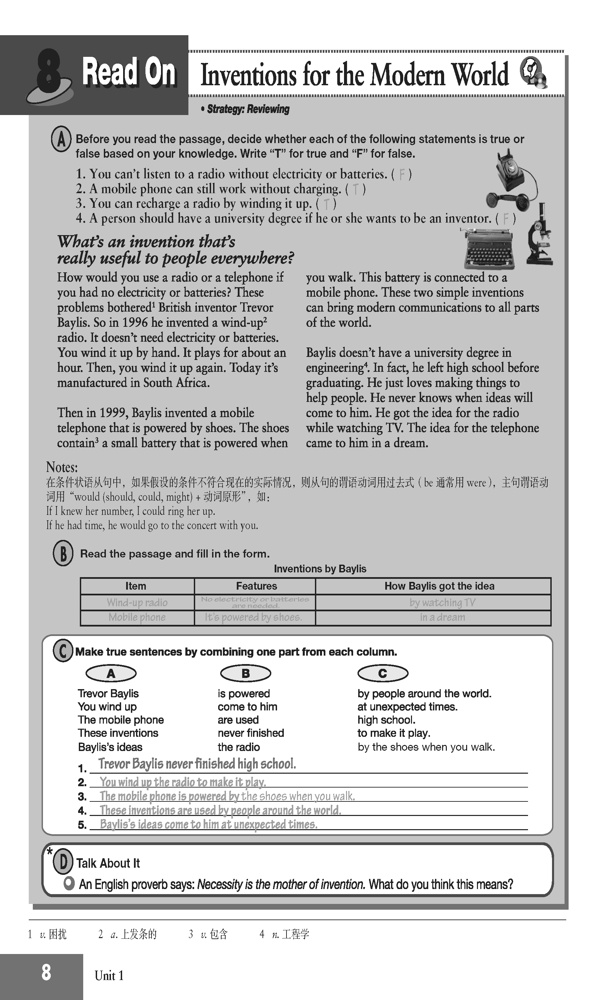 8
Read On
Inventions for the Modern World
• Strategy: Reviewing
A
Before you read the passage, decide whether each of the following statements is true or
false based on your knowledge. Write “T” for true and “F” for false.
1. You can’t listen to a radio without electricity or batteries. ( F )
2. A mobile phone can still work without charging. ( T )
3. You can recharge a radio by winding it up. ( T )
4. A person should have a university degree if he or she wants to be an inventor. ( F )
What’s an invention that’s
really useful to people everywhere?
How would you use a radio or a telephone if
you had no electricity or batteries? These
problems bothered¹ British inventor Trevor
Baylis. So in 1996 he invented a wind-up²
radio. It doesn’t need electricity or batteries.
You wind it up by hand. It plays for about an
hour. Then, you wind it up again. Today it’s
manufactured in South Africa.
Then in 1999, Baylis invented a mobile
telephone that is powered by shoes. The shoes
contain³ a small battery that is powered when
you walk. This battery is connected to a
mobile phone. These two simple inventions
can bring modern communications to all parts
of the world.
Baylis doesn’t have a university degree in
engineering⁴. In fact, he left high school before
graduating. He just loves making things to
help people. He never knows when ideas will
come to him. He got the idea for the radio
while watching TV. The idea for the telephone
came to him in a dream.
Notes:
在条件状语从句中，如果假设的条件不符合现在的实际情况，则从句的谓语动词用过去式（be 通常用 were），主句谓语动
词用“would (should, could, might) + 动词原形”，如：
If I knew her number, I could ring her up.
If he had time, he would go to the concert with you.
B
Read the passage and fill in the form.
Inventions by Baylis
Item Features How Baylis got the idea
Wind-up radio No electricity or batteries are needed. by watching TV
Mobile phone It’s powered by shoes. in a dream
C
Make true sentences by combining one part from each column.
A B C
Trevor Baylis is powered by people around the world.
You wind up come to him at unexpected times.
The mobile phone are used high school.
These inventions never finished to make it play.
Baylis’s ideas the radio by the shoes when you walk.
1. Trevor Baylis never finished high school.
2. You wind up the radio to make it play.
3. The mobile phone is powered by the shoes when you walk.
4. These inventions are used by people around the world.
5. Baylis’s ideas come to him at unexpected times.
*
D
Talk About It
An English proverb says: Necessity is the mother of invention. What do you think this means?
1 v. 困扰 2 a. 上发条的 3 v. 包含 4 n. 工程学
8
Unit 1